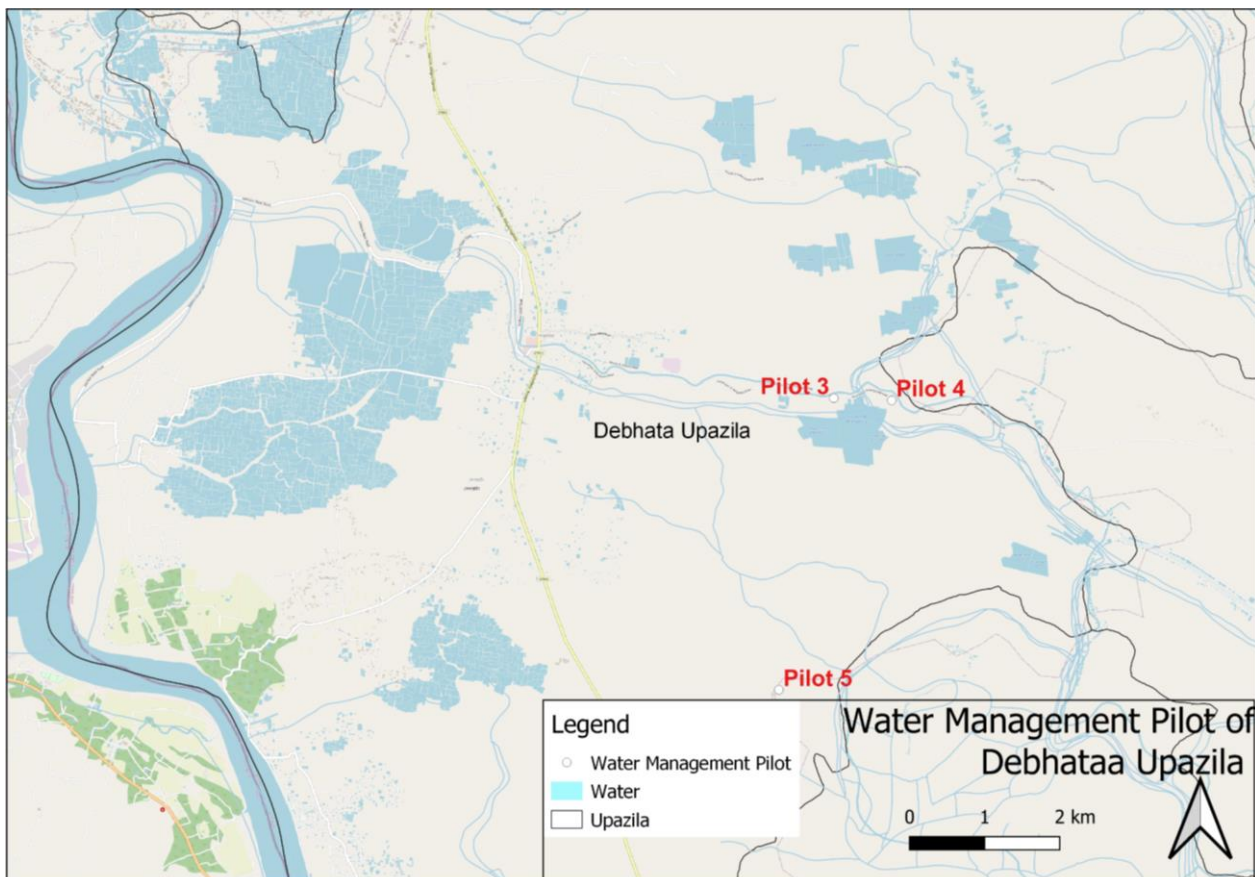 Pilot 3
Pilot 4
Debhata Upazila
Pilot 5
Legend
Water Management Pilot
Water
Upazila
Water Management Pilot of
Debhataa Upazila
0 1 2 km